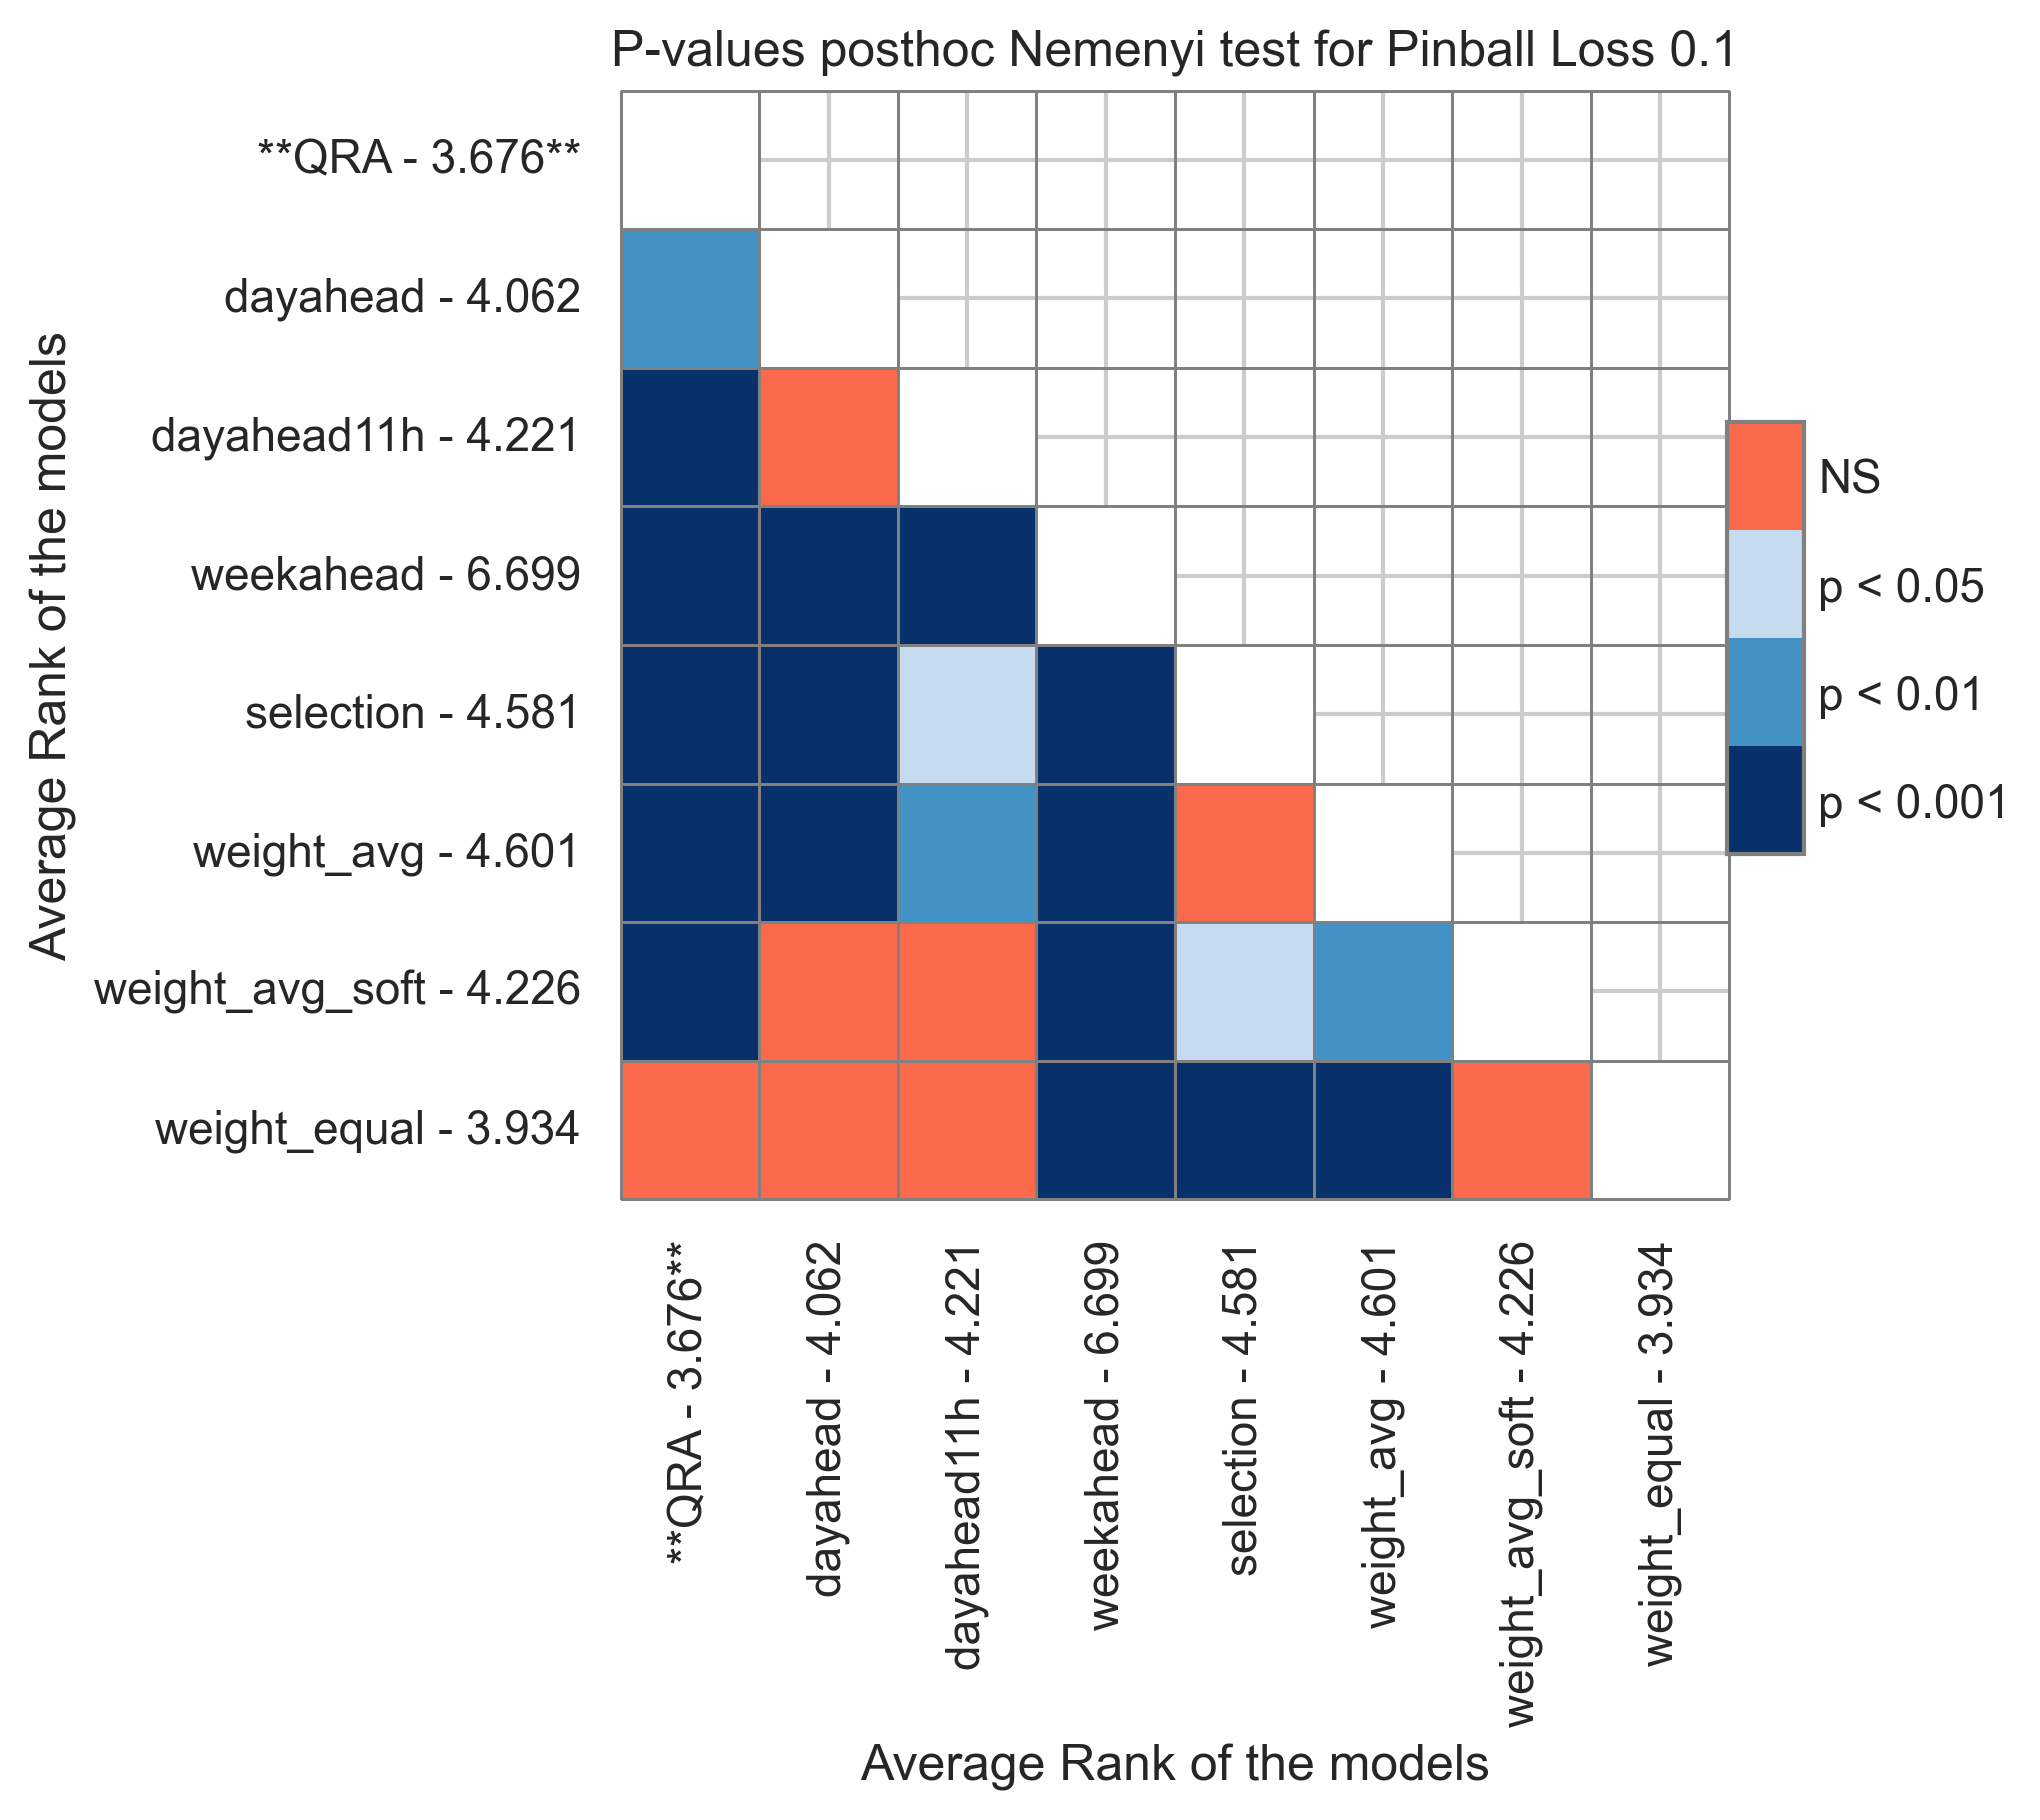 P-values posthoc Nemenyi test for Pinball Loss 0.1
Average Rank of the models
**QRA - 3.676**
dayahead - 4.062
dayahead11h - 4.221
weekahead - 6.699
selection - 4.581
weight_avg - 4.601
weight_avg_soft - 4.226
weight_equal - 3.934
NS
p < 0.05
p < 0.01
p < 0.001
**QRA - 3.676**
dayahead - 4.062
dayahead11h - 4.221
weekahead - 6.699
selection - 4.581
weight_avg - 4.601
weight_avg_soft - 4.226
weight_equal - 3.934
Average Rank of the models